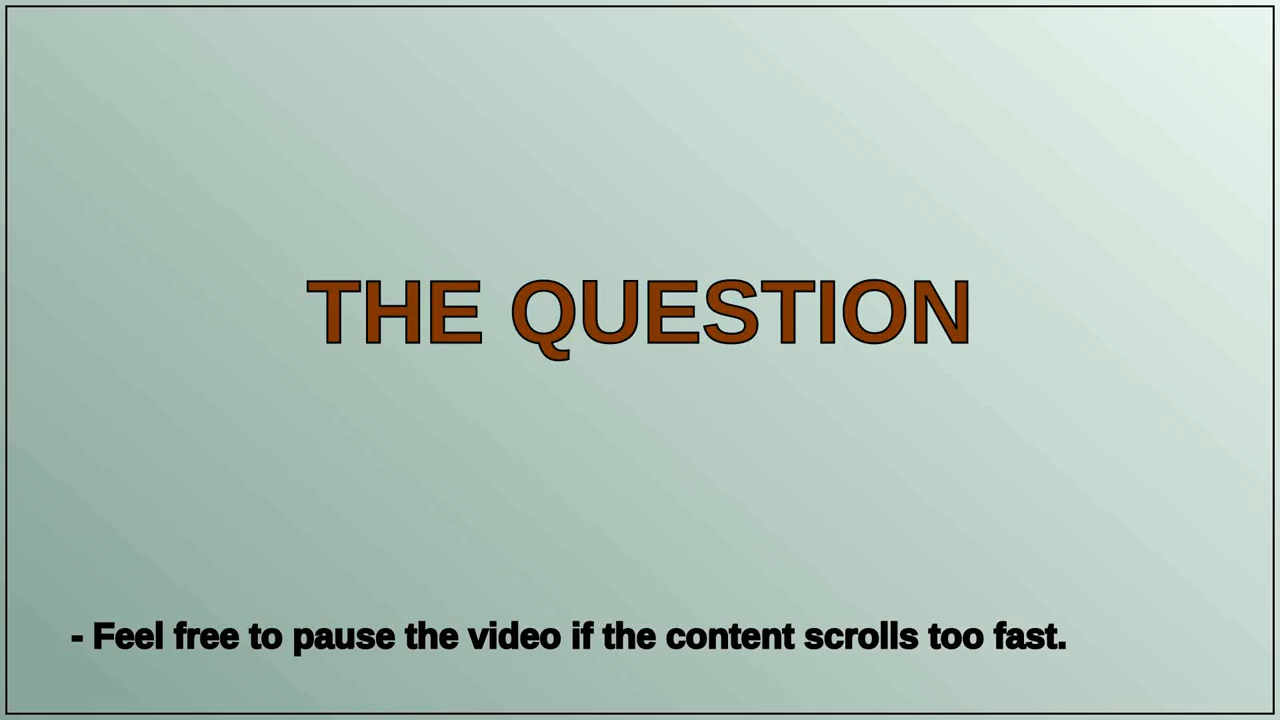 THE QUESTION
- Feel free to pause the video if the content scrolls too fast.